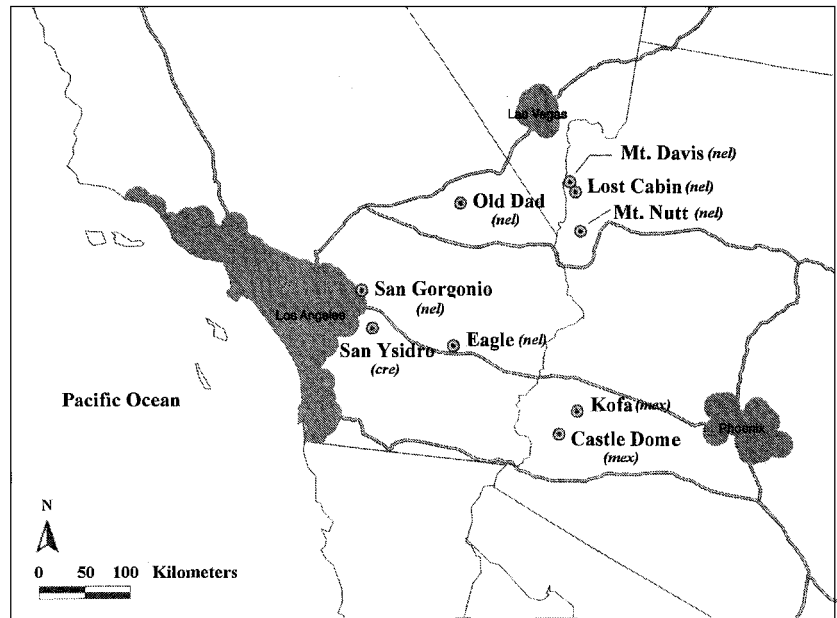 Las Vegas
Mt. Davis (nel)
Lost Cabin (nel)
Old Dad
(nel)
Mt. Nutt (nel)
San Gorgonio
(nel)
Los Angeles
Eagle (nel)
San Ysidro
(cre)
Pacific Ocean
Kofa (mex)
Phoenix
Castle Dome
(mex)
N
0 50 100 Kilometers